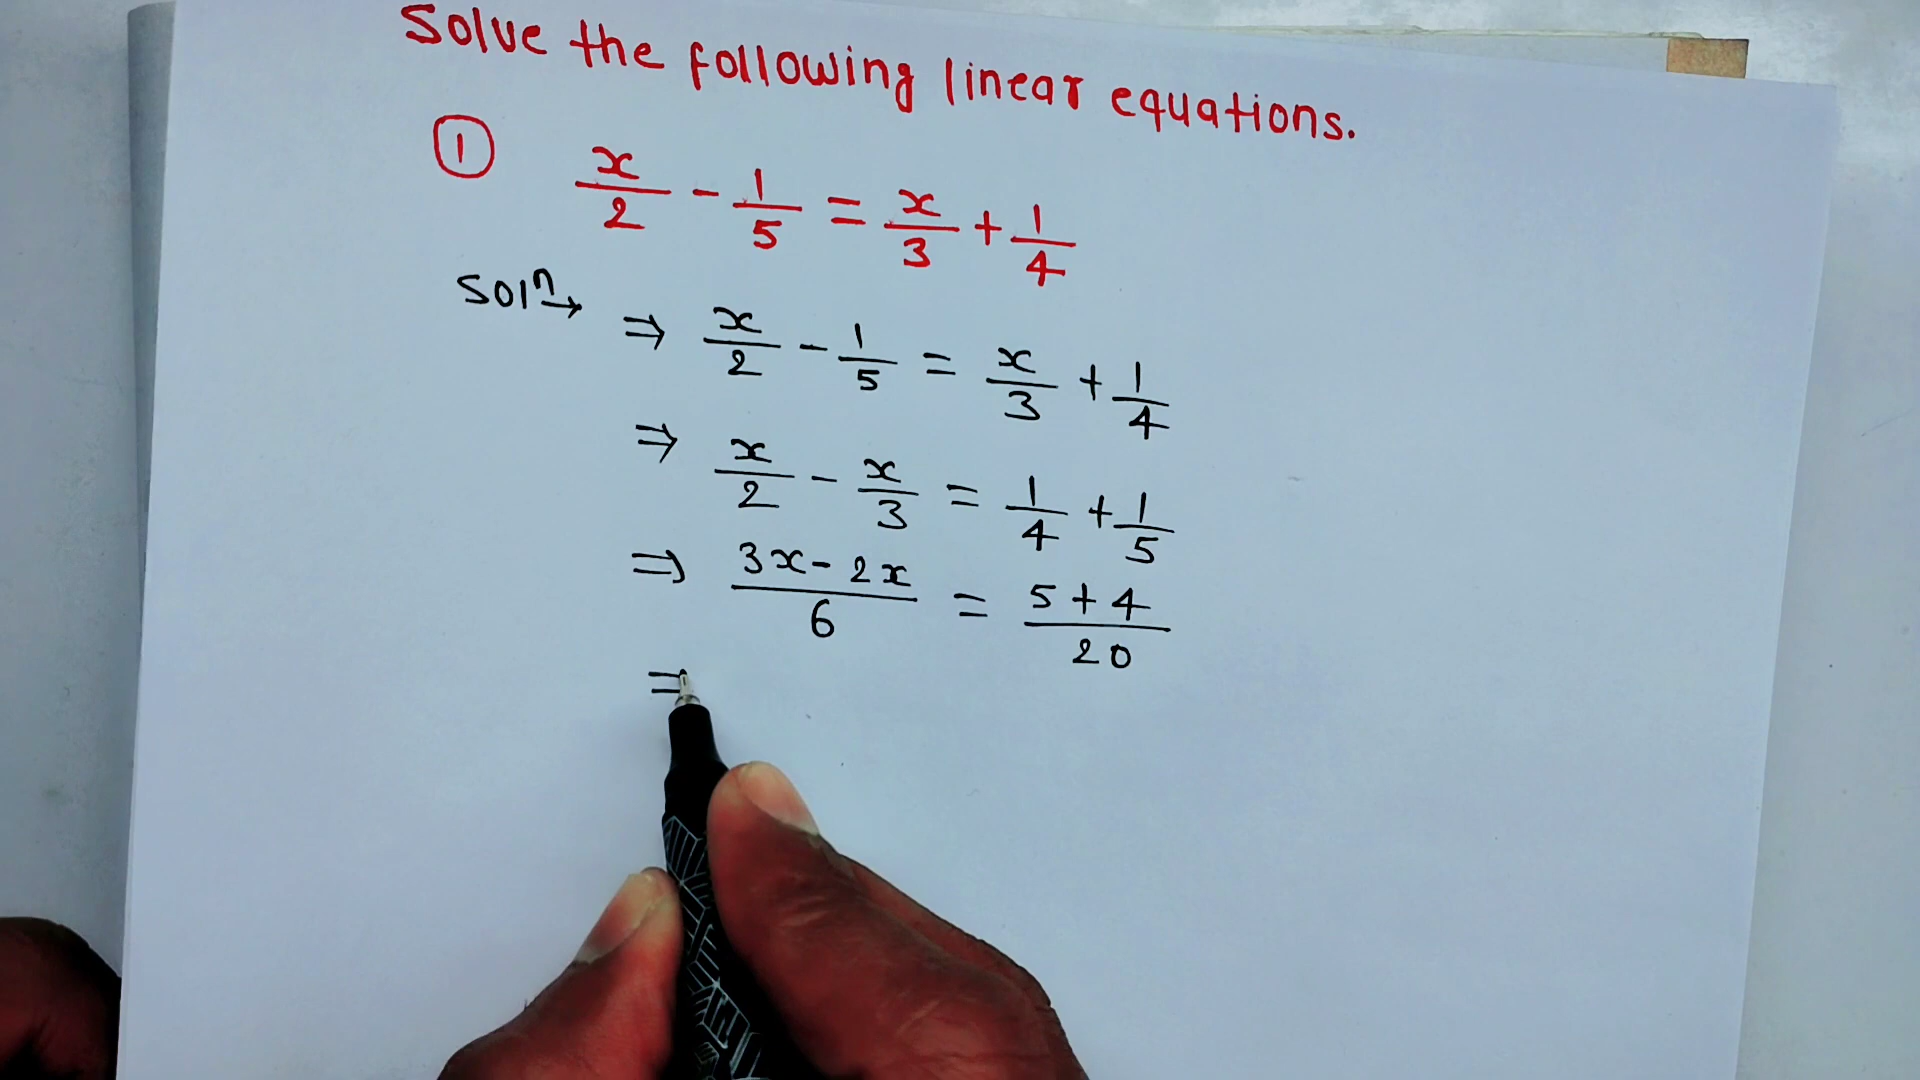 Solve the following linear equations.
① x/2 - 1/5 = x/3 + 1/4
Solⁿ→ ⇒ x/2 - 1/5 = x/3 + 1/4
⇒ x/2 - x/3 = 1/4 + 1/5
⇒ (3x - 2x)/6 = (5 + 4)/20
=